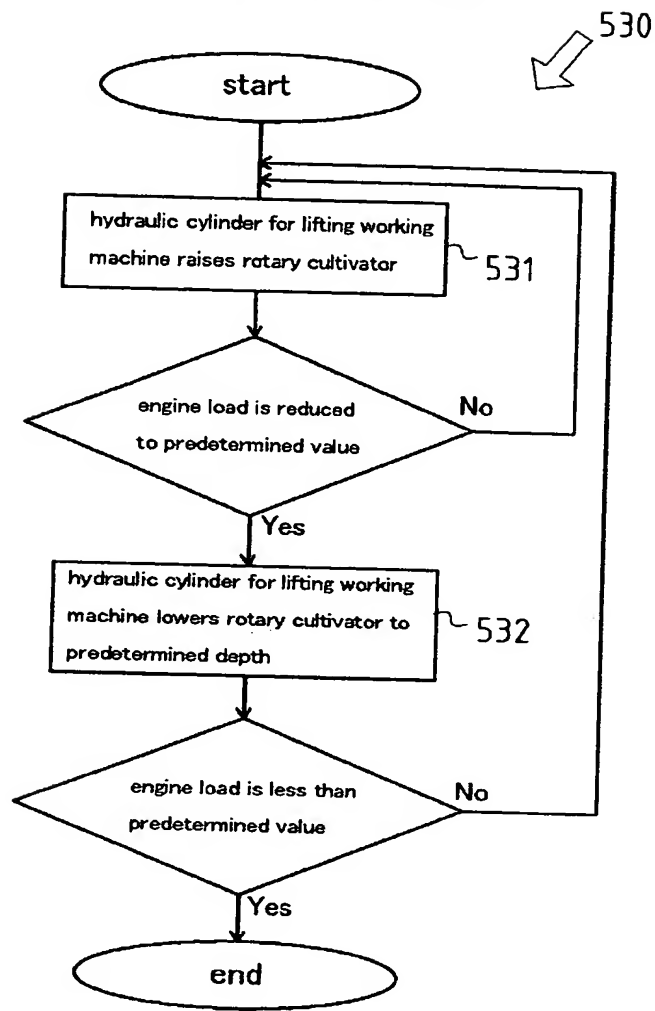 530
start
hydraulic cylinder for lifting working
machine raises rotary cultivator
531
engine load is reduced
to predetermined value
No
Yes
hydraulic cylinder for lifting working
machine lowers rotary cultivator to
predetermined depth
532
engine load is less than
predetermined value
No
Yes
end